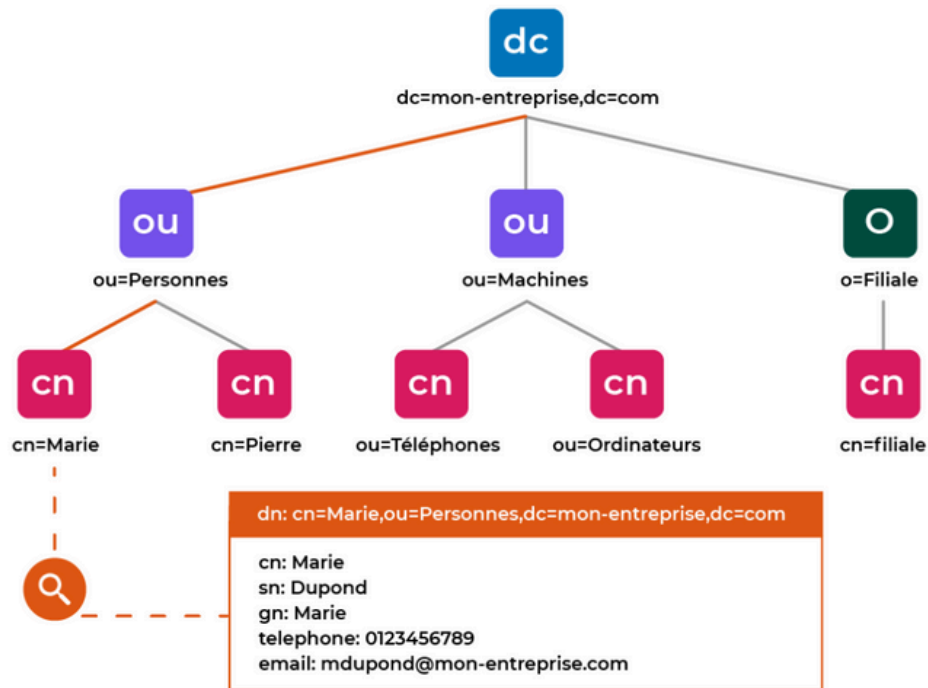 dc
dc=mon-entreprise,dc=com
ou
ou
O
ou=Personnes
ou=Machines
o=Filiale
cn
cn
cn
cn
cn
cn=Marie
cn=Pierre
ou=Téléphones
ou=Ordinateurs
cn=filiale
dn: cn=Marie,ou=Personnes,dc=mon-entreprise,dc=com
cn: Marie
sn: Dupond
gn: Marie
telephone: 0123456789
email: mdupond@mon-entreprise.com